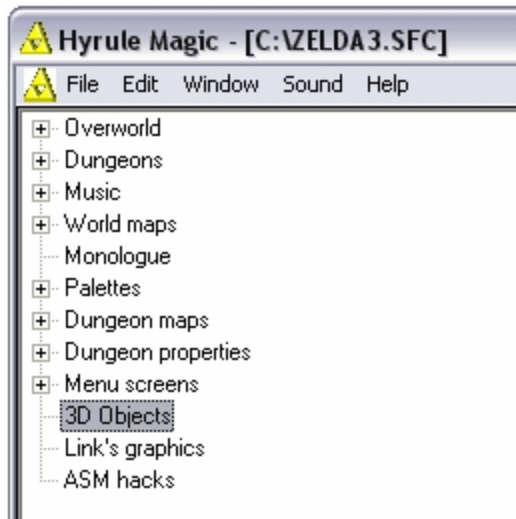 Hyrule Magic - [C:\ZELDA3.SFC]
File Edit Window Sound Help
Overworld
Dungeons
Music
World maps
Monologue
Palettes
Dungeon maps
Dungeon properties
Menu screens
3D Objects
Link's graphics
ASM hacks